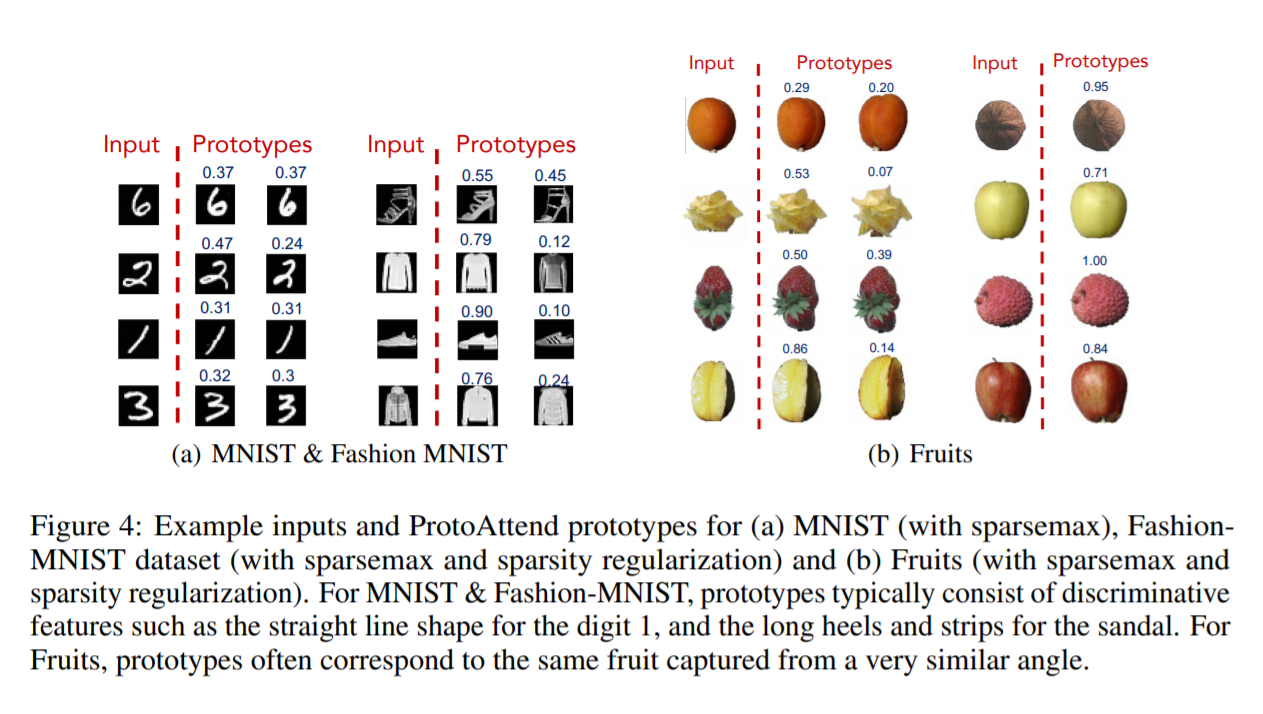 Input Prototypes Input Prototypes
0.37 0.37 0.55 0.45
6
0.47 0.24 0.79 0.12
2
0.31 0.31 0.90 0.10
1
0.32 0.3 0.76 0.24
3
(a) MNIST & Fashion MNIST
Input Prototypes Input Prototypes
0.29 0.20 0.95
0.53 0.07 0.71
0.50 0.39 1.00
0.86 0.14 0.84
(b) Fruits
Figure 4: Example inputs and ProtoAttend prototypes for (a) MNIST (with sparsemax), Fashion-
MNIST dataset (with sparsemax and sparsity regularization) and (b) Fruits (with sparsemax and
sparsity regularization). For MNIST & Fashion-MNIST, prototypes typically consist of discriminative
features such as the straight line shape for the digit 1, and the long heels and strips for the sandal. For
Fruits, prototypes often correspond to the same fruit captured from a very similar angle.